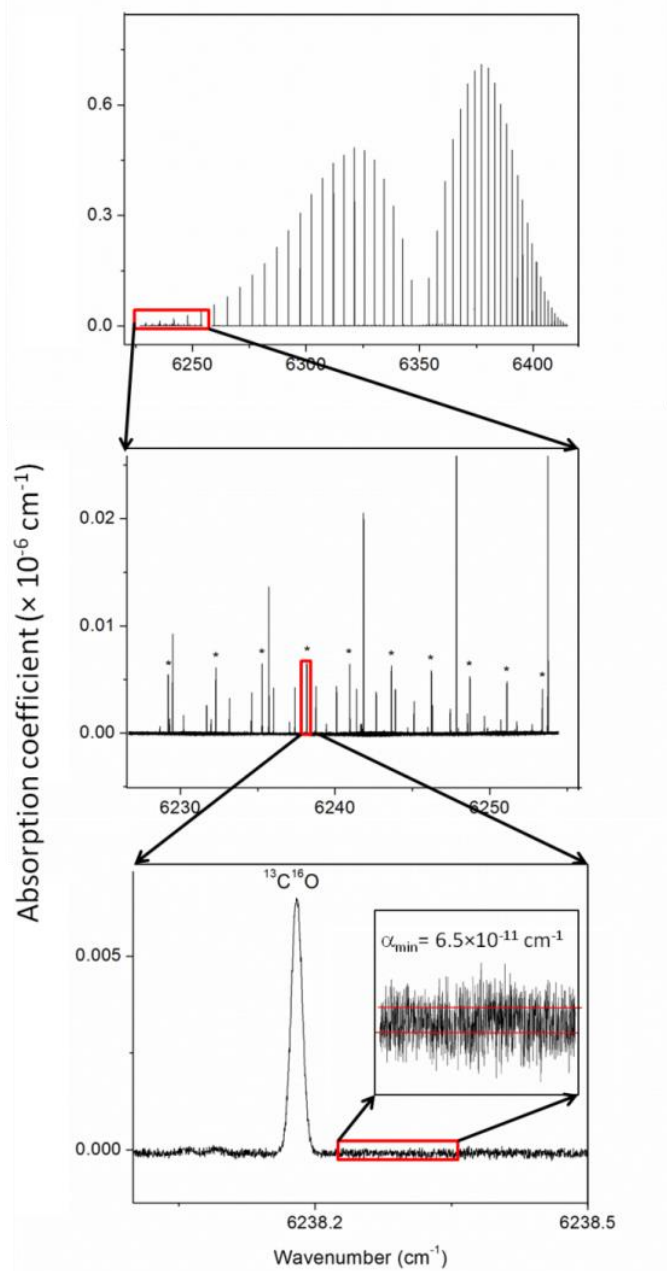 Absorption coefficient (× 10⁻⁶ cm⁻¹)
0.6
0.3
0.0
6250 6300 6350 6400
0.02
0.01
0.00
* * * * * * * * * *
6230 6240 6250
¹³C¹⁶O
αmin= 6.5×10⁻¹¹ cm⁻¹
0.005
0.000
6238.2 6238.5
Wavenumber (cm⁻¹)